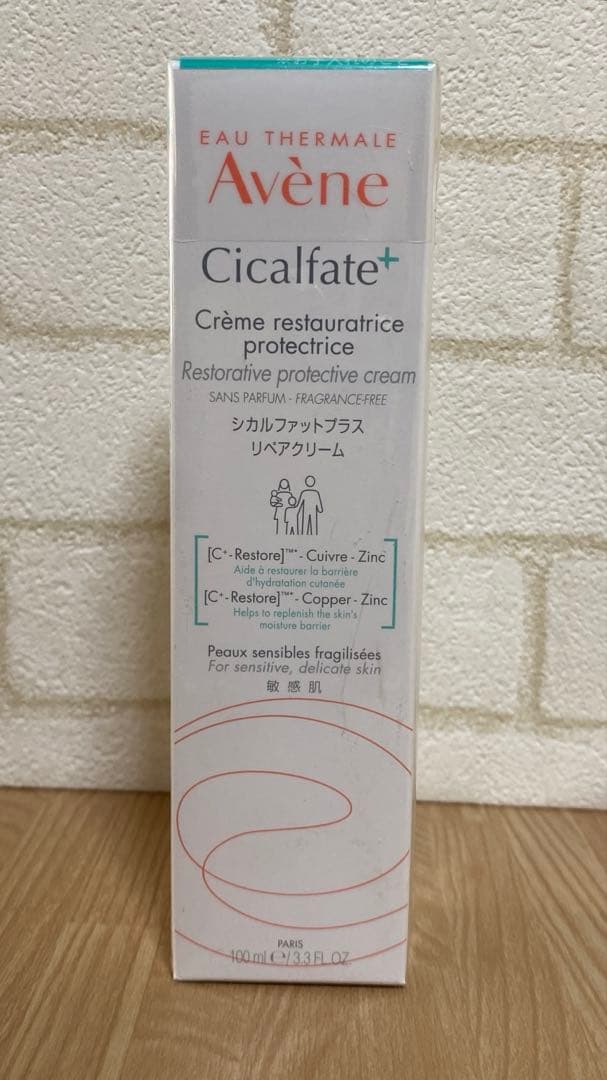 EAU THERMALE
Avène
Cicalfate+
Crème restauratrice
protectrice
Restorative protective cream
SANS PARFUM - FRAGRANCE-FREE
シカルファットプラス
リペアクリーム
[C+-Restore]™* - Cuivre - Zinc
Aide à restaurer la barrière
d'hydratation cutanée
[C+-Restore]™* - Copper - Zinc
Helps to replenish the skin's
moisture barrier
Peaux sensibles fragilisées
For sensitive, delicate skin
敏感肌
PARIS
100 ml ℮/3.3 FL.OZ.